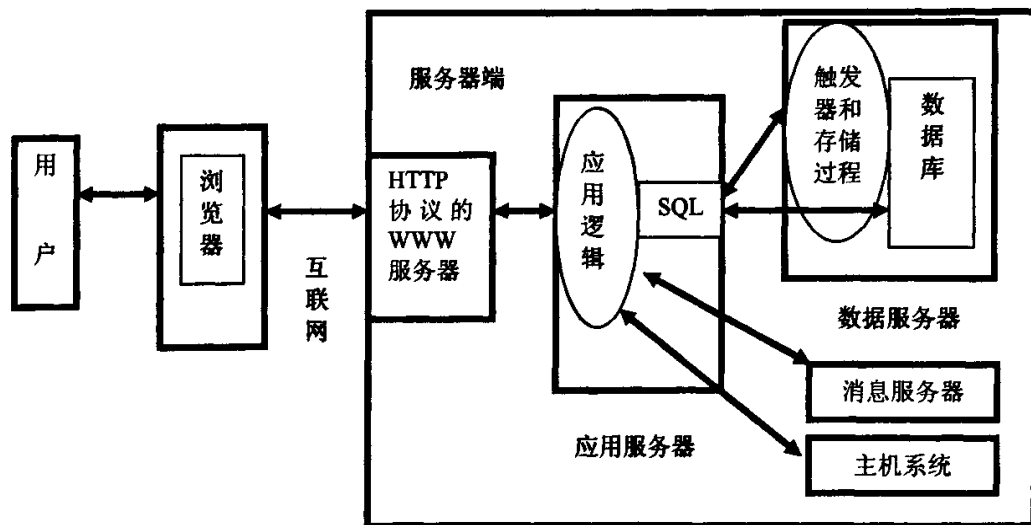 用户
浏览器
互联网
服务器端
HTTP
协议的
WWW
服务器
应用逻辑
SQL
应用服务器
触发
器和
存储
过程
数据库
数据服务器
消息服务器
主机系统